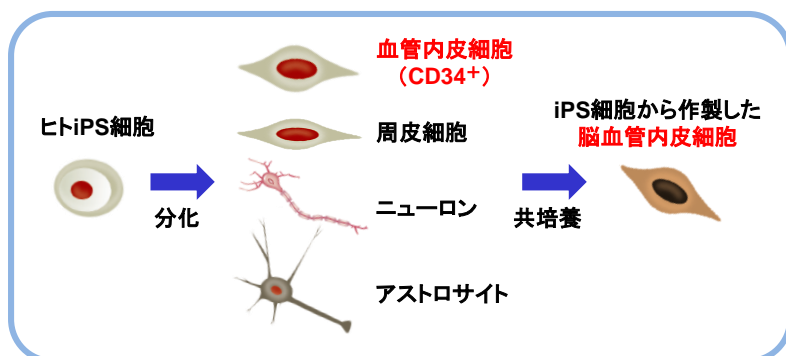 ヒトiPS細胞
分化
血管内皮細胞
（CD34+）
周皮細胞
ニューロン
アストロサイト
共培養
iPS細胞から作製した
脳血管内皮細胞